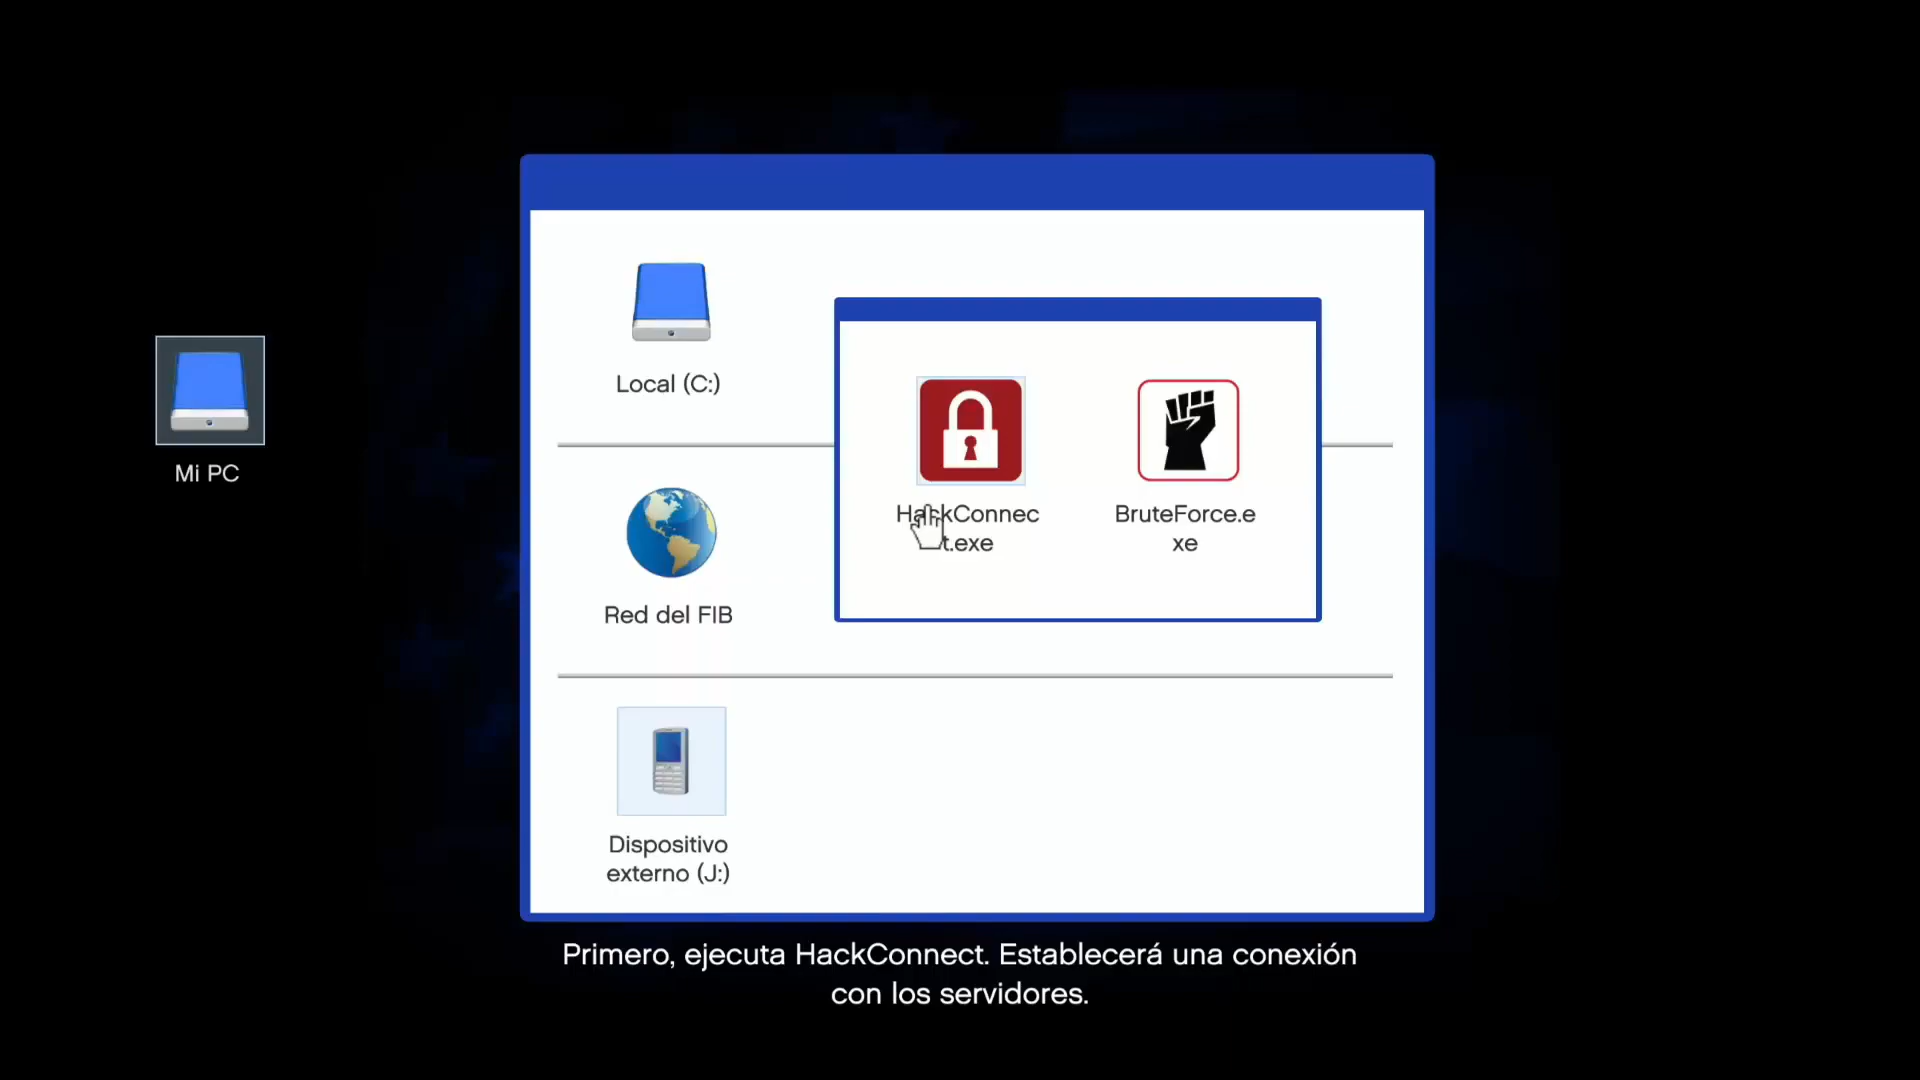 Local (C:)
Mi PC
HackConnec
t.exe
BruteForce.e
xe
Red del FIB
Dispositivo
externo (J:)
Primero, ejecuta HackConnect. Establecerá una conexión
con los servidores.